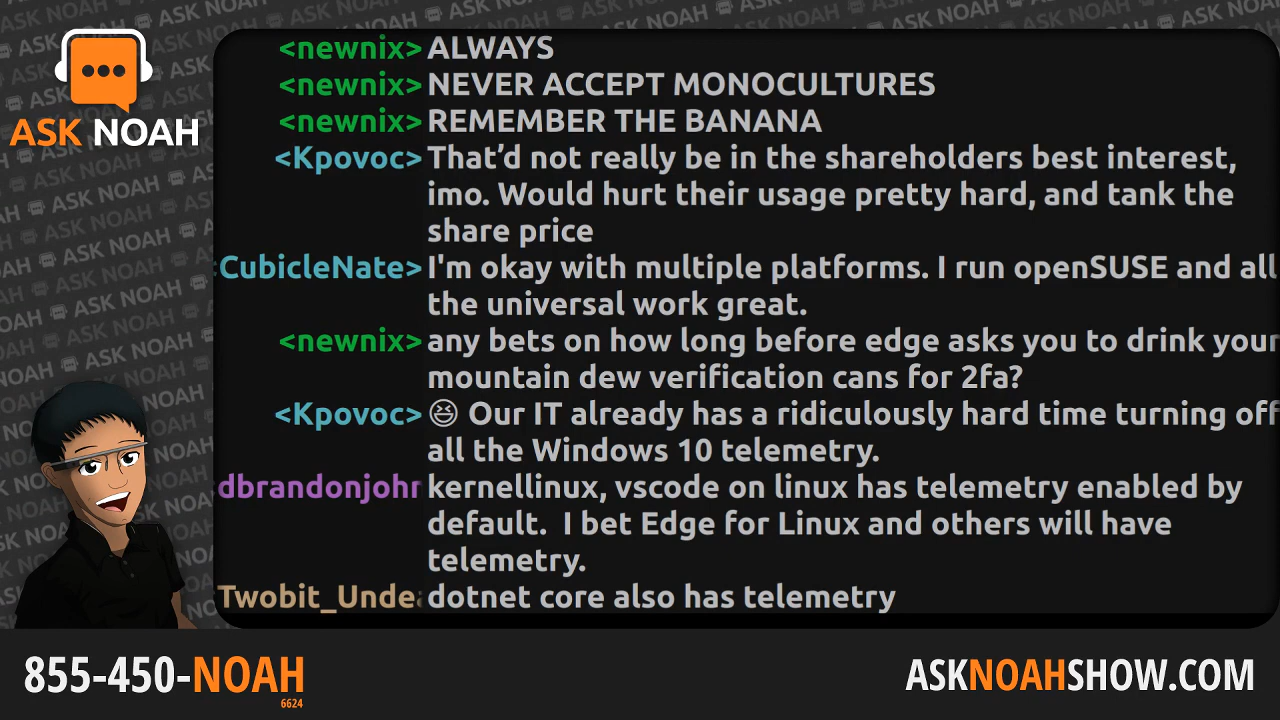 ASK NOAH
<newnix> ALWAYS
<newnix> NEVER ACCEPT MONOCULTURES
<newnix> REMEMBER THE BANANA
<Kpovoc> That’d not really be in the shareholders best interest,
imo. Would hurt their usage pretty hard, and tank the
share price
CubicleNate> I'm okay with multiple platforms. I run openSUSE and all
the universal work great.
<newnix> any bets on how long before edge asks you to drink your
mountain dew verification cans for 2fa?
<Kpovoc> 😆 Our IT already has a ridiculously hard time turning off
all the Windows 10 telemetry.
dbrandonjohn kernellinux, vscode on linux has telemetry enabled by
default.  I bet Edge for Linux and others will have
telemetry.
Twobit_Unde dotnet core also has telemetry
855-450-NOAH
6624
ASKNOAHSHOW.COM